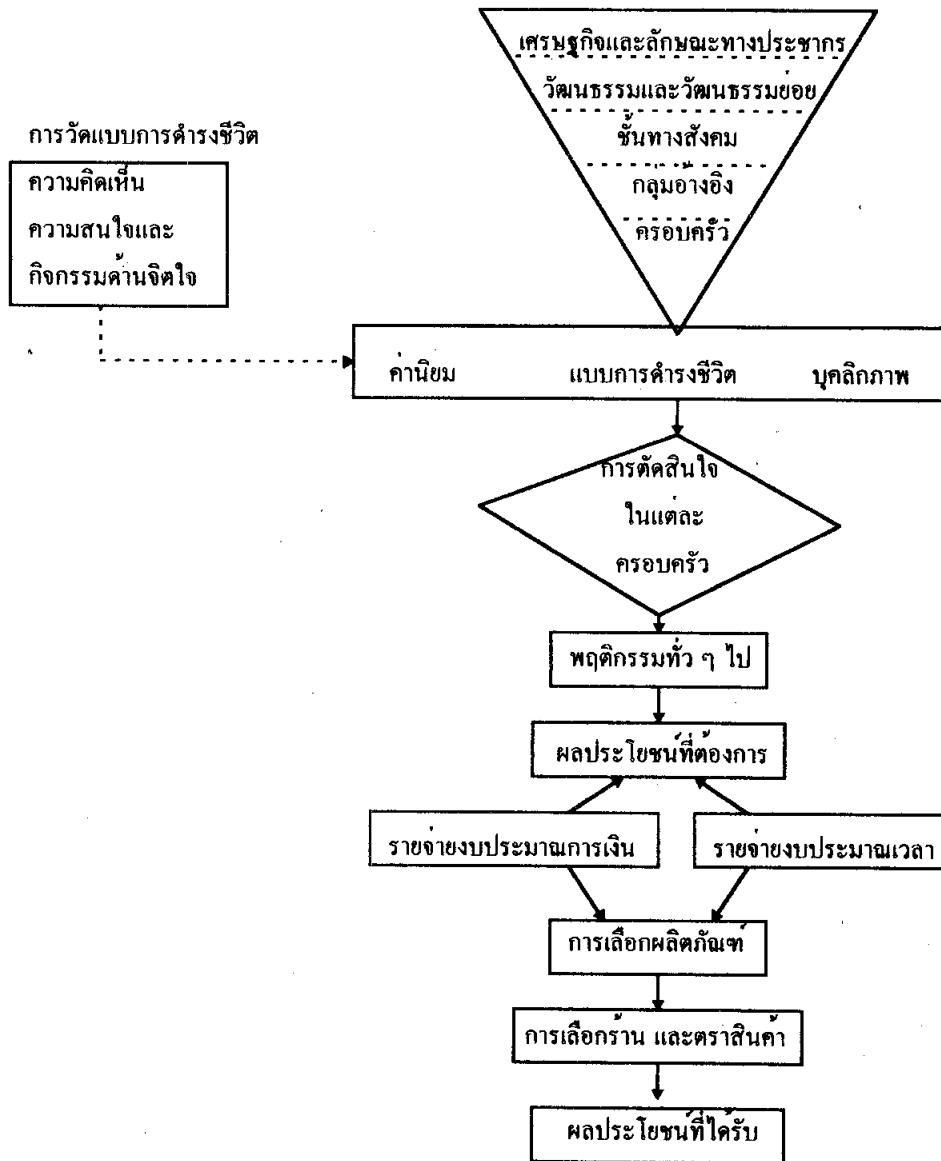 เศรษฐกิจและลักษณะทางประชากร
วัฒนธรรมและวัฒนธรรมย่อย
ชั้นทางสังคม
กลุ่มอ้างอิง
ครอบครัว
การวัดแบบการดำรงชีวิต
ความคิดเห็น
ความสนใจและ
กิจกรรมด้านจิตใจ
ค่านิยม แบบการดำรงชีวิต บุคลิกภาพ
การตัดสินใจ
ในแต่ละ
ครอบครัว
พฤติกรรมทั่ว ๆ ไป
ผลประโยชน์ที่ต้องการ
รายจ่ายงบประมาณการเงิน รายจ่ายงบประมาณเวลา
การเลือกผลิตภัณฑ์
การเลือกร้าน และตราสินค้า
ผลประโยชน์ที่ได้รับ